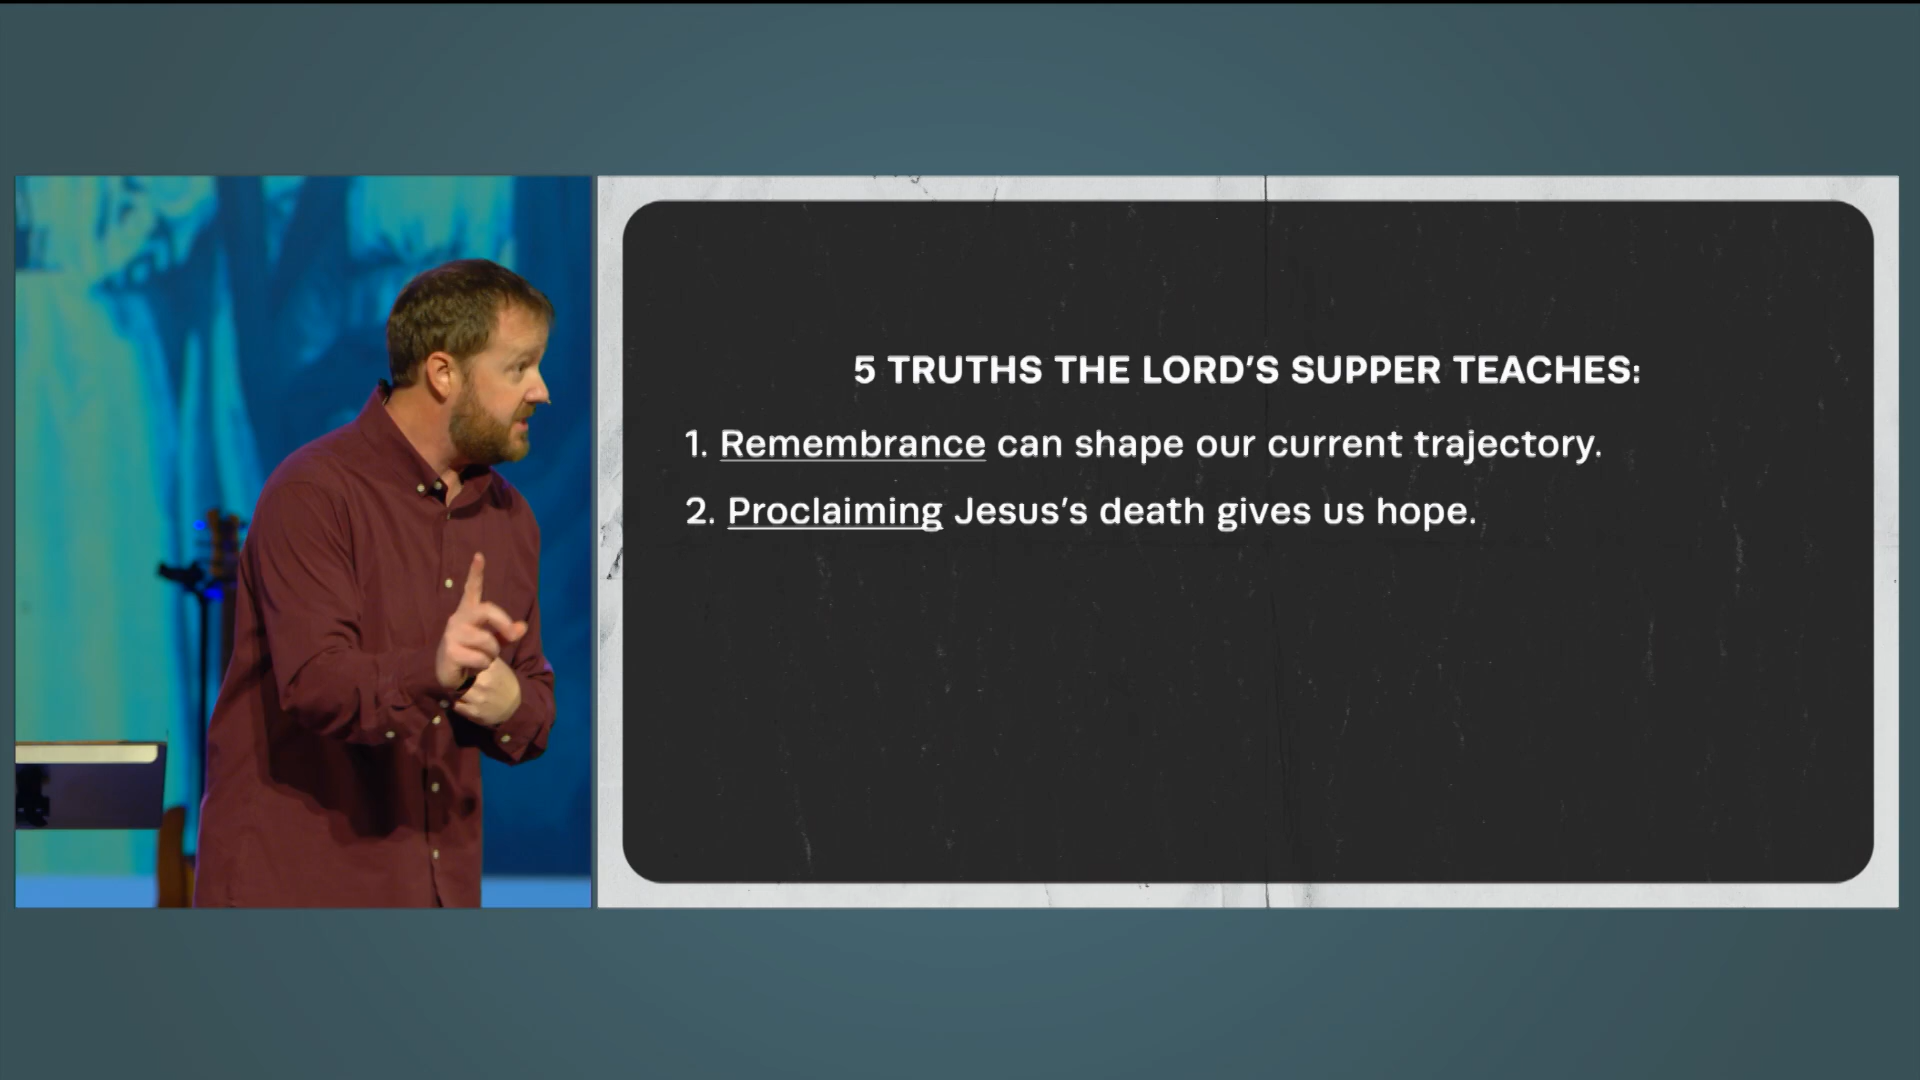 5 TRUTHS THE LORD’S SUPPER TEACHES:
1. Remembrance can shape our current trajectory.
2. Proclaiming Jesus’s death gives us hope.